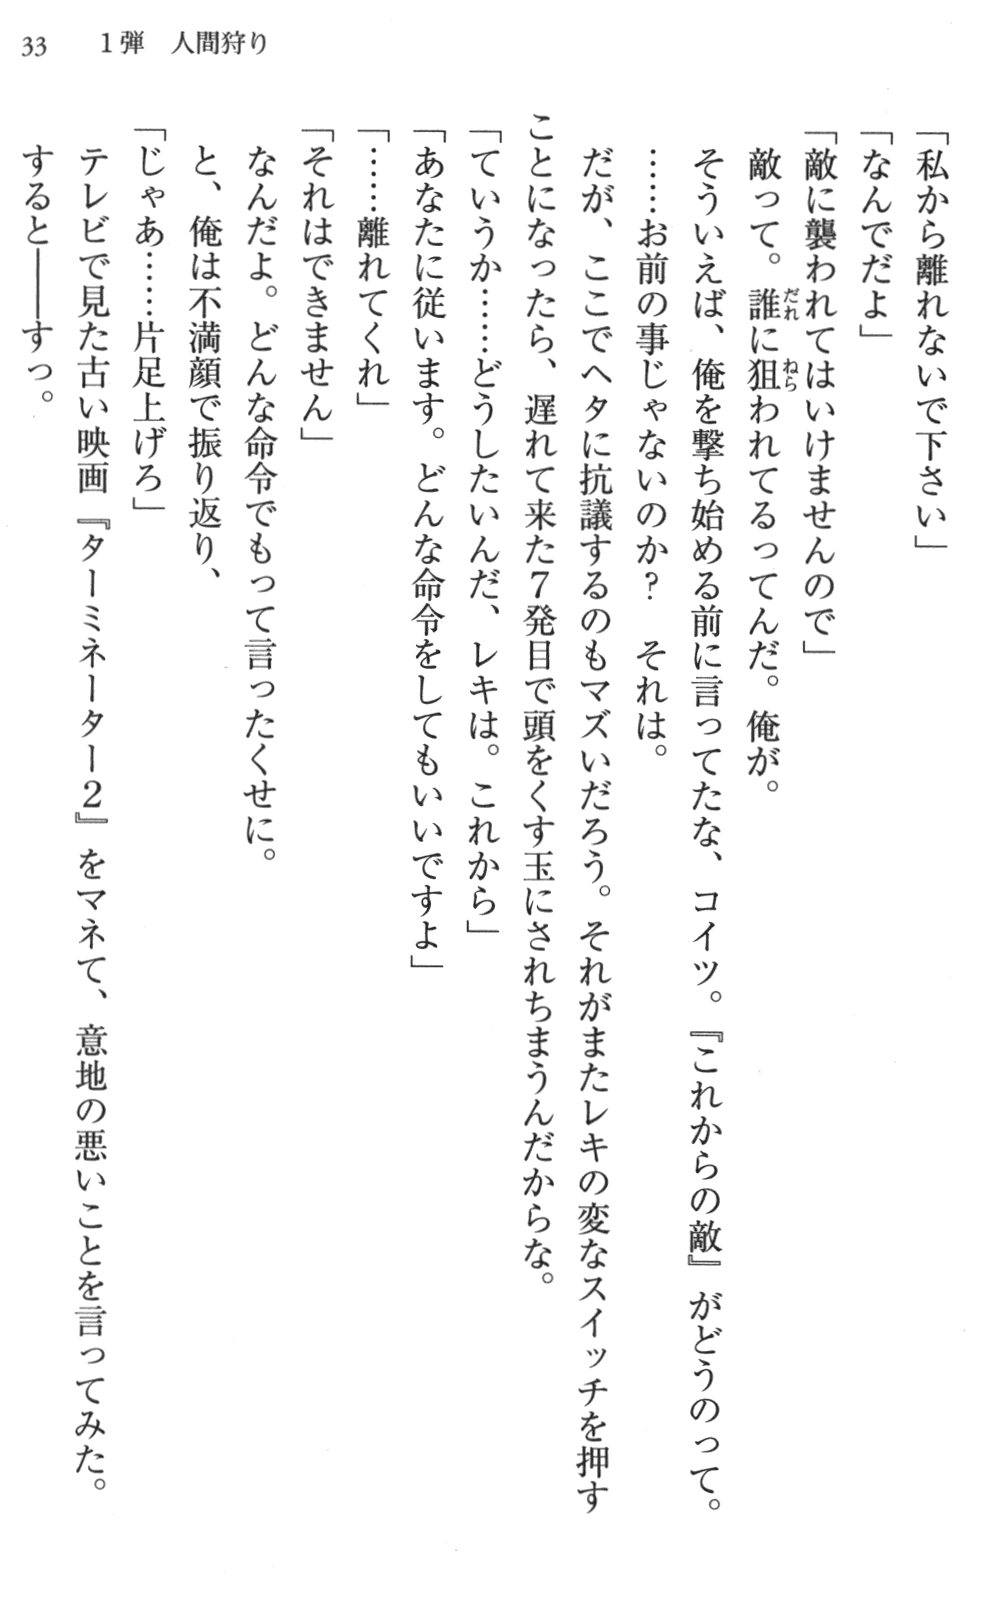 33　１弾　人間狩り
「私から離れないで下さい」
「なんでだよ」
「敵に襲われてはいけませんので」
敵って。誰に狙われてるってんだ。俺が。
そういえば、俺を撃ち始める前に言ってたな、コイツ。『これからの敵』がどうのって。
……お前の事じゃないのか？　それは。
だが、ここでヘタに抗議するのもマズいだろう。それがまたレキの変なスイッチを押す
ことになったら、遅れて来た７発目で頭をくす玉にされちまうんだからな。
「ていうか……どうしたいんだ、レキは。これから」
「あなたに従います。どんな命令をしてもいいですよ」
「……離れてくれ」
「それはできません」
なんだよ。どんな命令でもって言ったくせに。
と、俺は不満顔で振り返り、
「じゃあ……片足上げろ」
テレビで見た古い映画『ターミネーター２』をマネて、意地の悪いことを言ってみた。
すると――すっ。